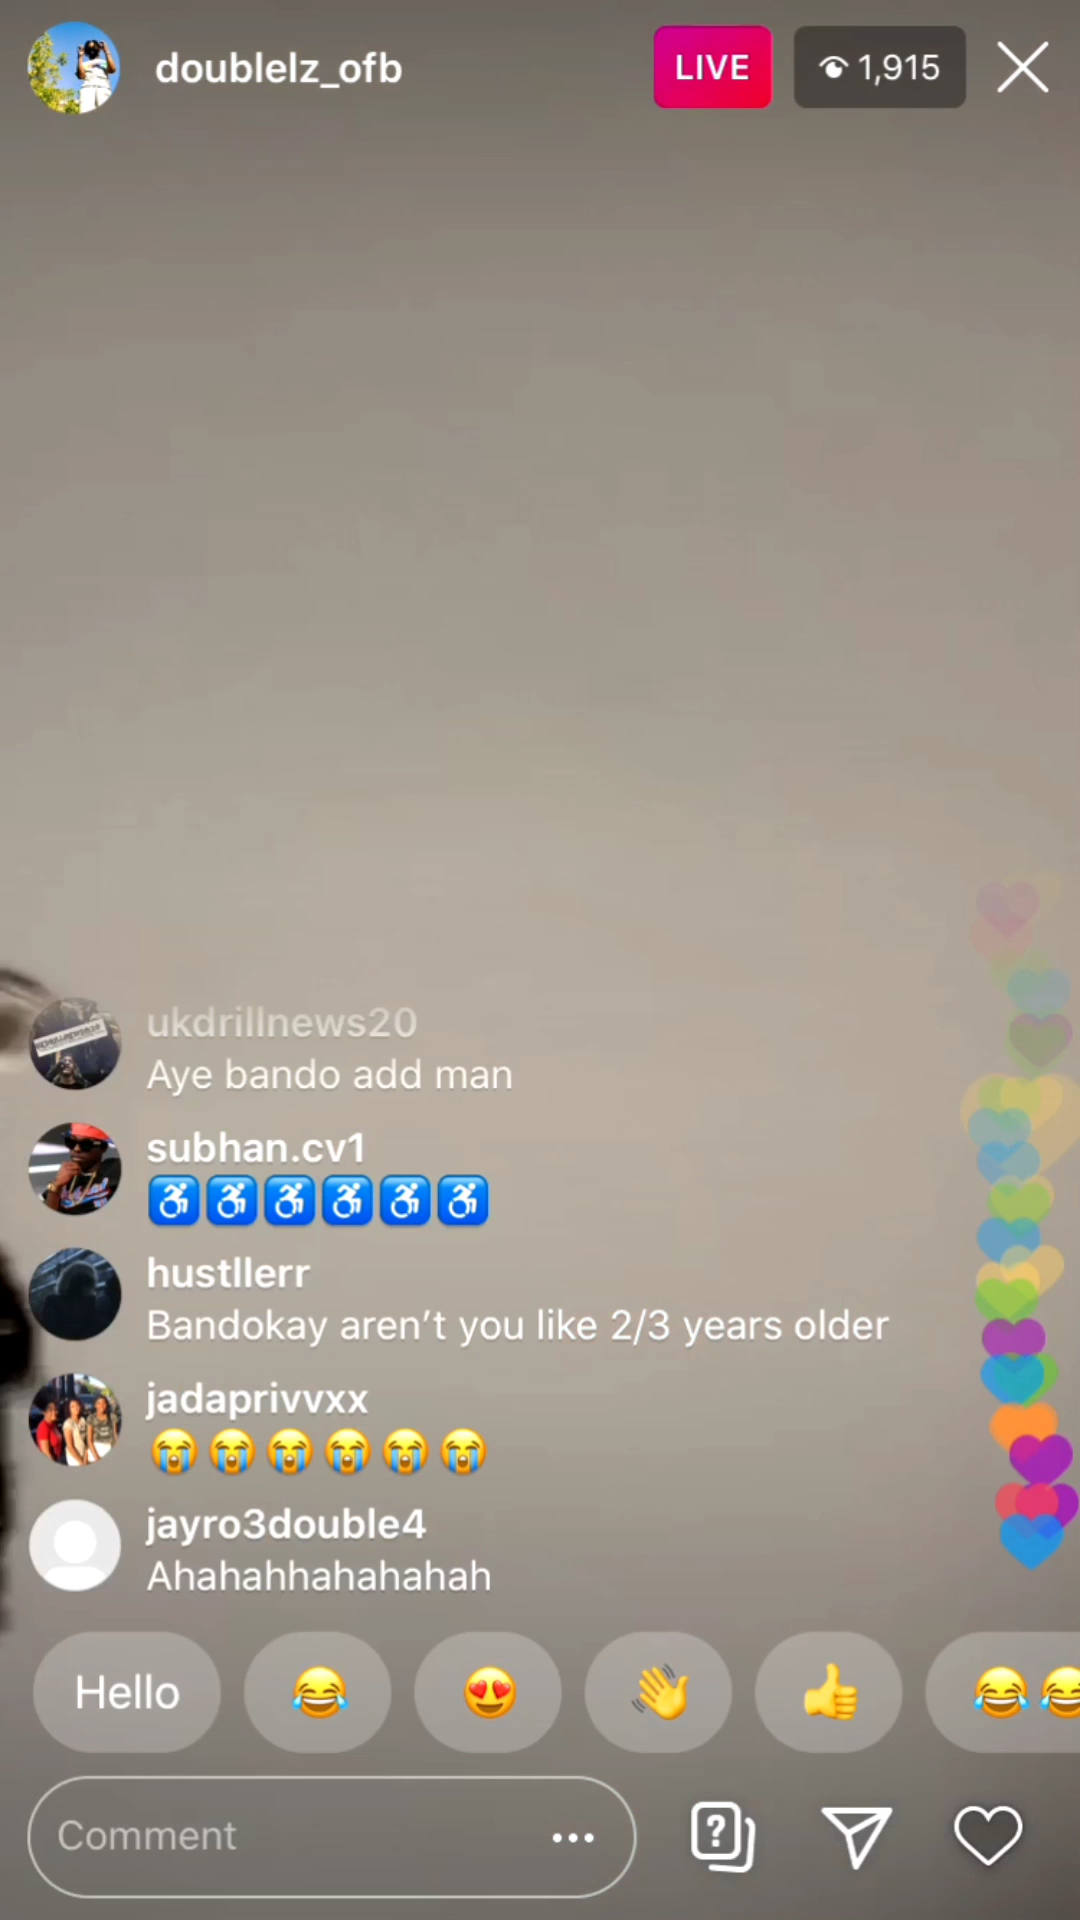 doublelz_ofb
LIVE
1,915
ukdrillnews20
Aye bando add man
subhan.cv1
♿♿♿♿♿♿
hustllerr
Bandokay aren’t you like 2/3 years older
jadaprivvxx
😭😭😭😭😭😭
jayro3double4
Ahahahhahahahah
Hello
😂 😍 👋 👍 😂😂
Comment